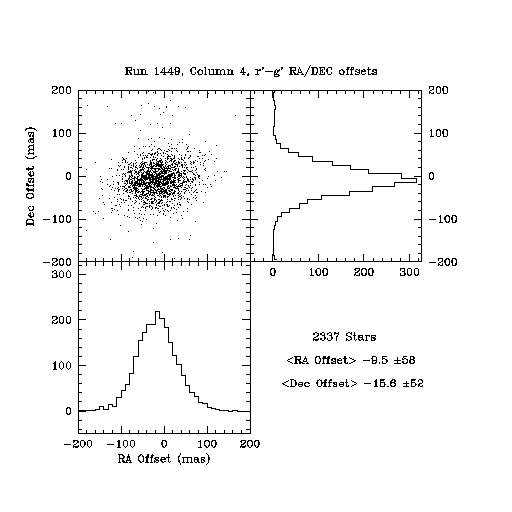 Run 1449, Column 4, r'-g' RA/DEC offsets
200 200
100 100
0 0
-100 -100
-200 -200
Dec Offset (mas)
0 100 200 300
300
200
100
0
-200 -100 0 100 200
RA Offset (mas)
2337 Stars
<RA Offset> -9.5 ±58
<Dec Offset> -15.6 ±52